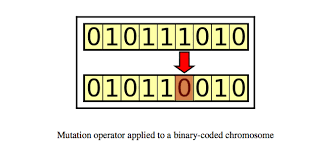 010111010
010110010
Mutation operator applied to a binary-coded chromosome